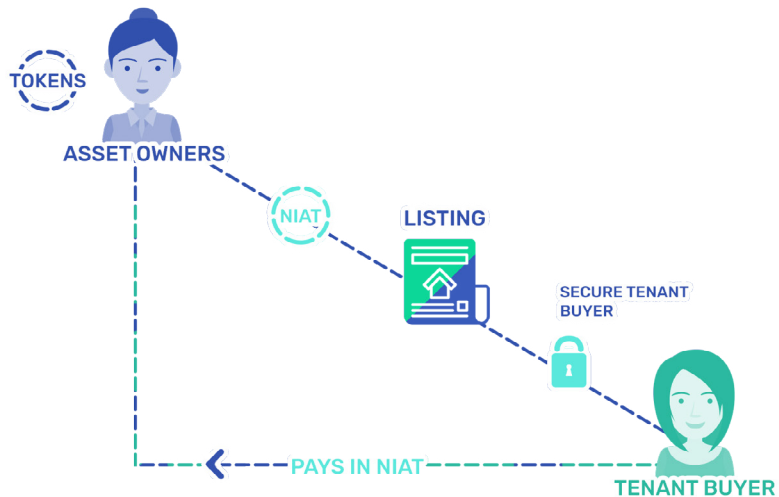 TOKENS
ASSET OWNERS
NIAT
LISTING
SECURE TENANT
BUYER
PAYS IN NIAT
TENANT BUYER